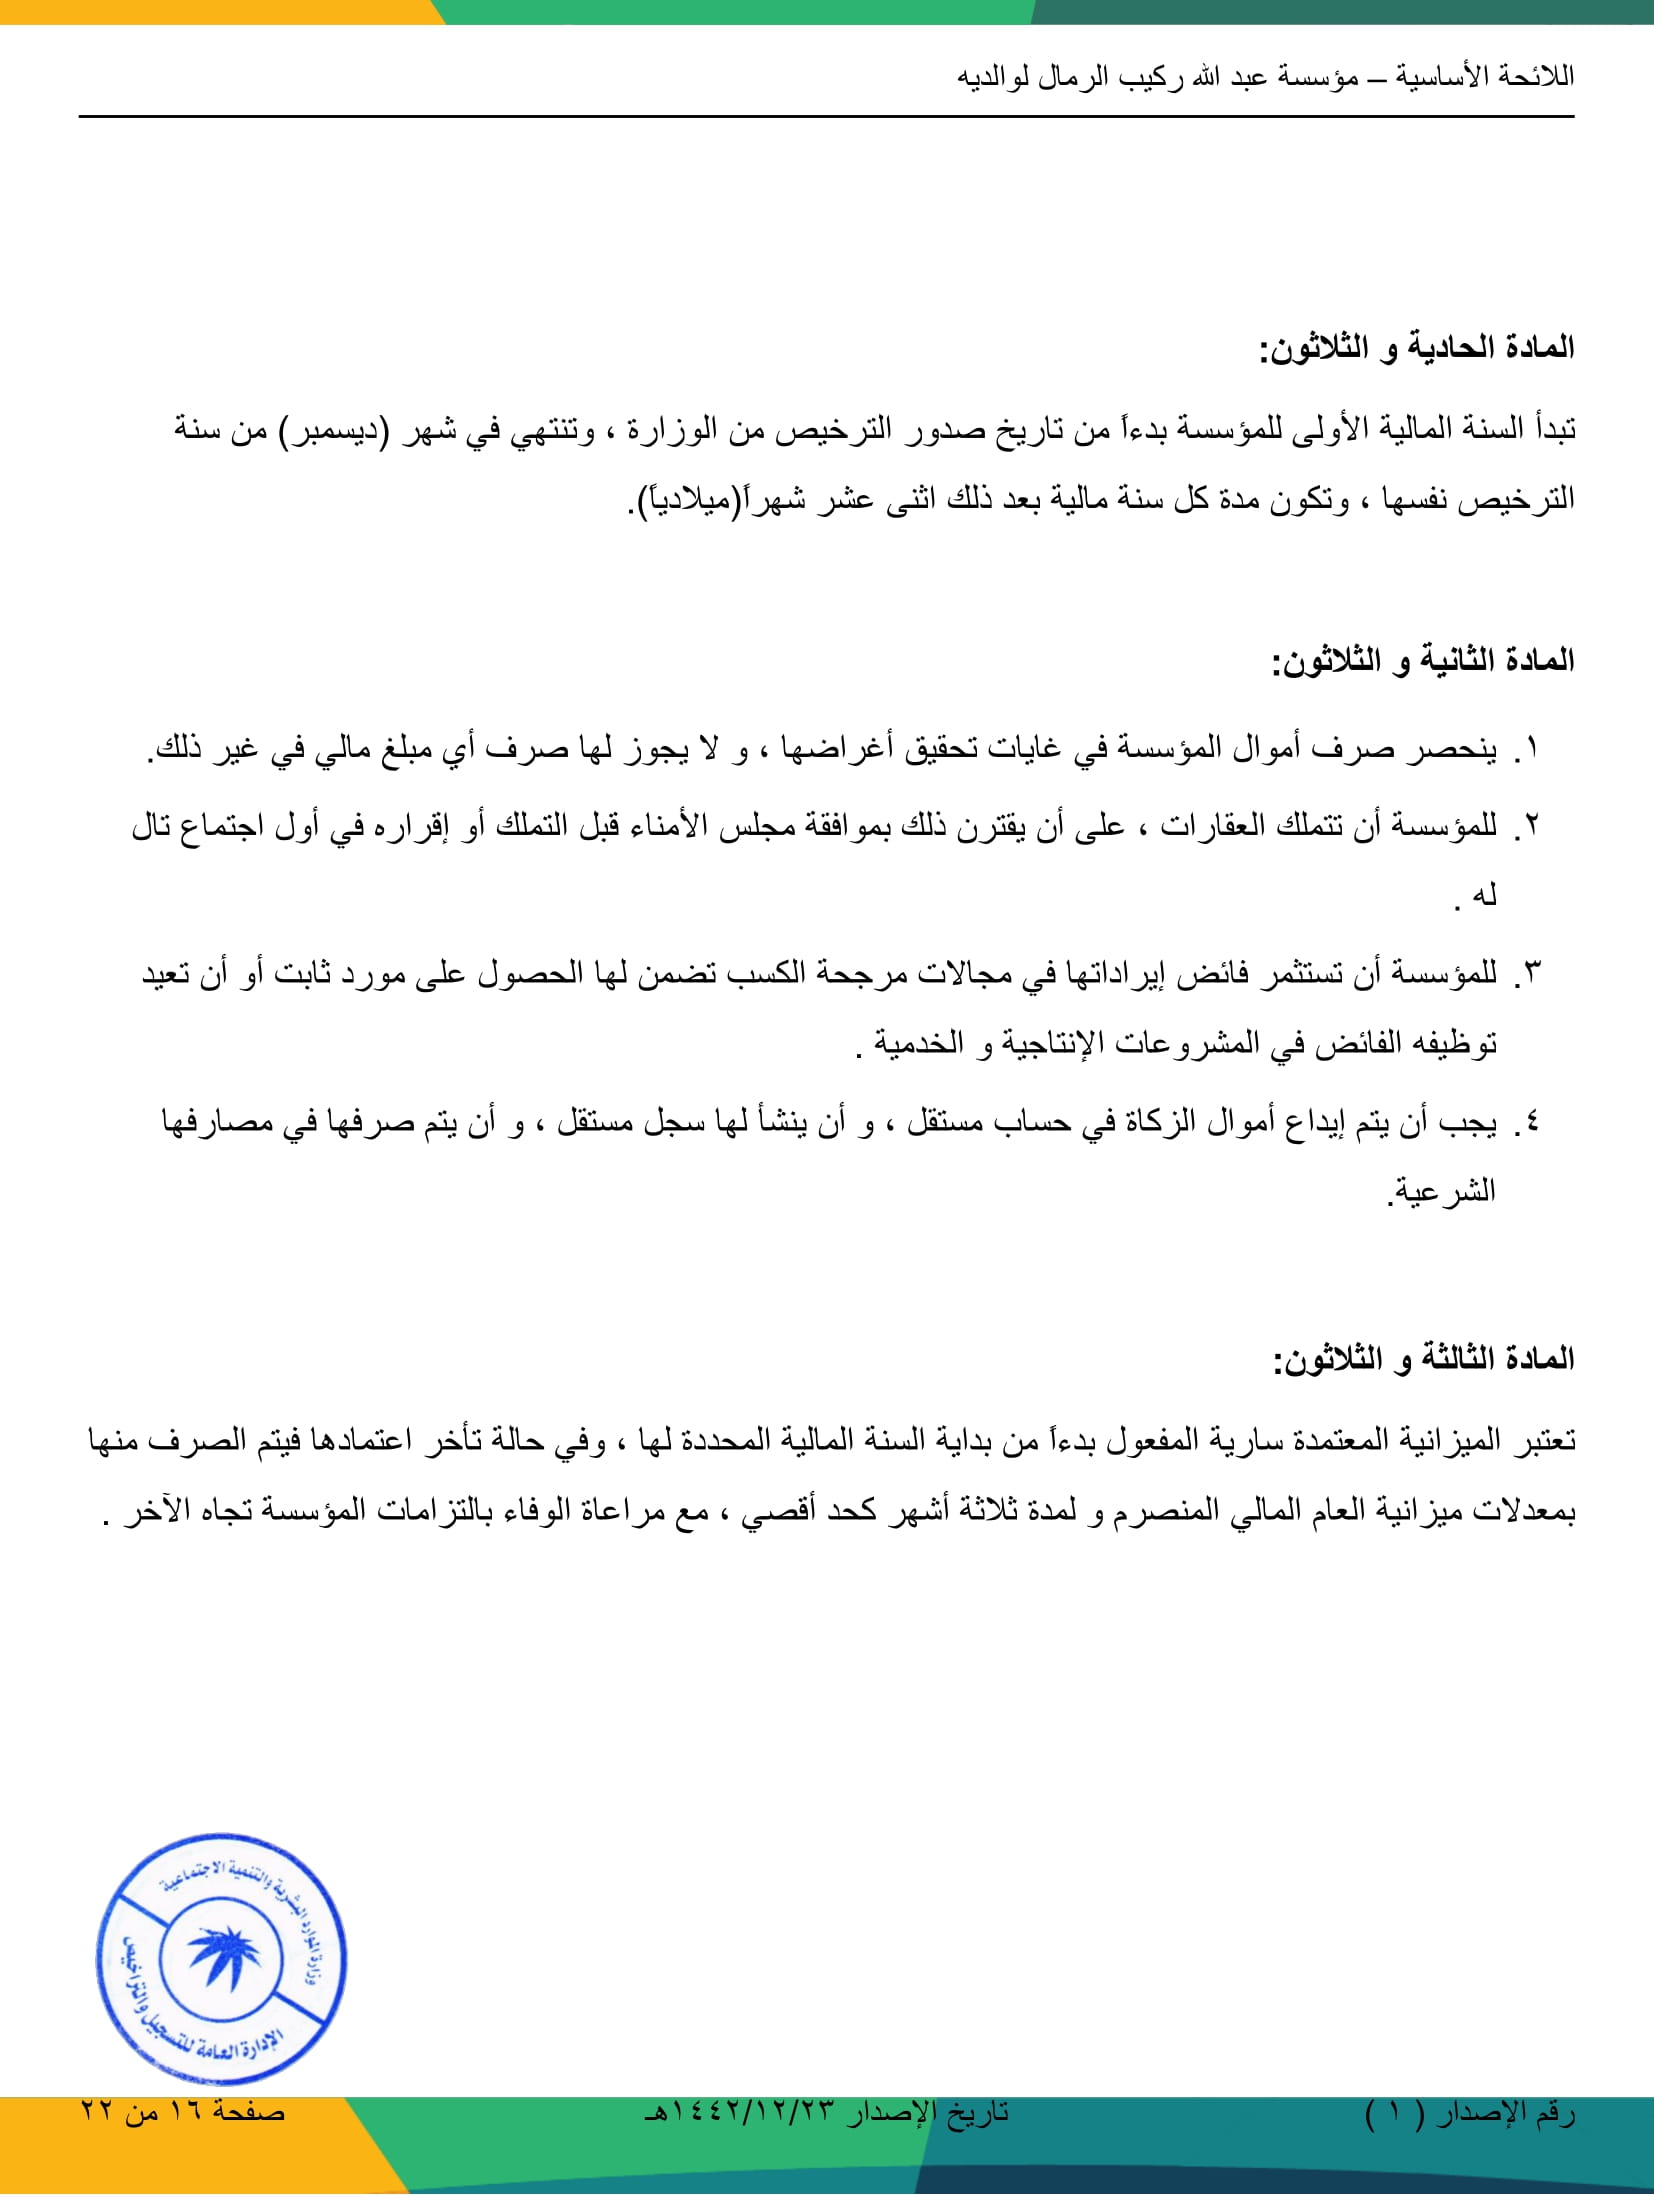 اللائحة الأساسية – مؤسسة عبد الله ركيب الرمال لوالديه
المادة الحادية و الثلاثون:
تبدأ السنة المالية الأولى للمؤسسة بدءاً من تاريخ صدور الترخيص من الوزارة ، وتنتهي في شهر (ديسمبر) من سنة
الترخيص نفسها ، وتكون مدة كل سنة مالية بعد ذلك اثنى عشر شهراً(ميلادياً).
المادة الثانية و الثلاثون:
١. ينحصر صرف أموال المؤسسة في غايات تحقيق أغراضها ، و لا يجوز لها صرف أي مبلغ مالي في غير ذلك.
٢. للمؤسسة أن تتملك العقارات ، على أن يقترن ذلك بموافقة مجلس الأمناء قبل التملك أو إقراره في أول اجتماع تال
له .
٣. للمؤسسة أن تستثمر فائض إيراداتها في مجالات مرجحة الكسب تضمن لها الحصول على مورد ثابت أو أن تعيد
توظيفه الفائض في المشروعات الإنتاجية و الخدمية .
٤. يجب أن يتم إيداع أموال الزكاة في حساب مستقل ، و أن ينشأ لها سجل مستقل ، و أن يتم صرفها في مصارفها
الشرعية.
المادة الثالثة و الثلاثون:
تعتبر الميزانية المعتمدة سارية المفعول بدءاً من بداية السنة المالية المحددة لها ، وفي حالة تأخر اعتمادها فيتم الصرف منها
بمعدلات ميزانية العام المالي المنصرم و لمدة ثلاثة أشهر كحد أقصي ، مع مراعاة الوفاء بالتزامات المؤسسة تجاه الآخر .
وزارة الموارد البشرية والتنمية الاجتماعية
الإدارة العامة للتسجيل والتراخيص
رقم الإصدار ( ١ ) تاريخ الإصدار ١٤٤٢/١٢/٢٣هـ صفحة ١٦ من ٢٢